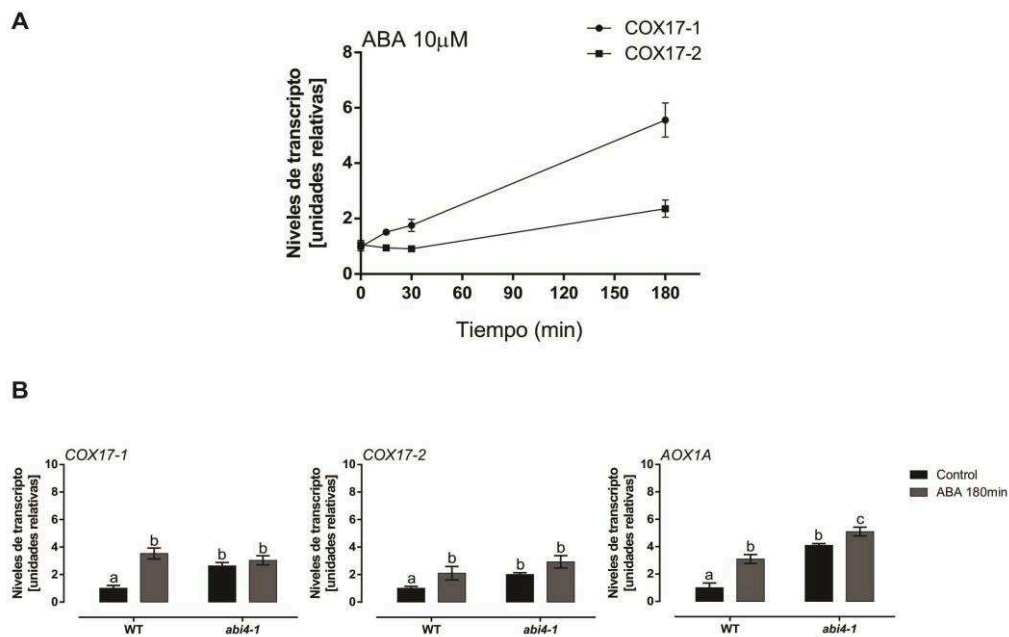 A
ABA 10μM
COX17-1
COX17-2
Niveles de transcripto
[unidades relativas]
8
6
4
2
0
0 30 60 90 120 150 180
Tiempo (min)
B
COX17-1
Niveles de transcripto
[unidades relativas]
10
8
6
4
2
0
a b b b
WT abi4-1
COX17-2
Niveles de transcripto
[unidades relativas]
10
8
6
4
2
0
a b b b
WT abi4-1
AOX1A
Niveles de transcripto
[unidades relativas]
10
8
6
4
2
0
a b b c
WT abi4-1
Control
ABA 180min